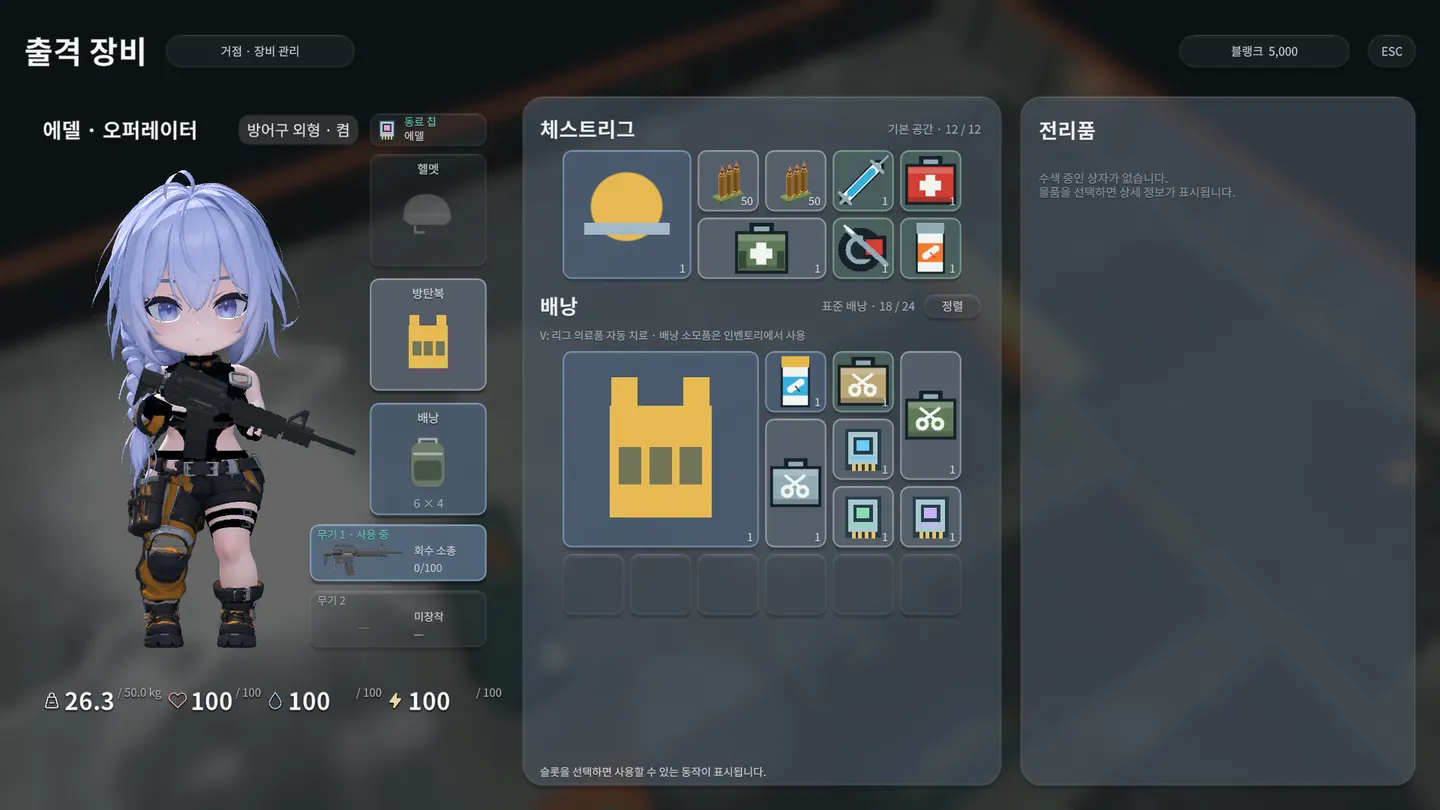 출격 장비
거점 · 장비 관리
블랭크 5,000
ESC
에델 · 오퍼레이터
방어구 외형 · 켬
동료 칩
에델
헬멧
방탄복
배낭
6 × 4
무기 1 · 사용 중
회수 소총
0/100
무기 2
미장착
—
—
26.3 / 50.0 kg
100 / 100
100 / 100
100 / 100
체스트리그
기본 공간 · 12 / 12
1
50
50
1
1
1
1
1
배낭
표준 배낭 · 18 / 24
정렬
V: 리그 의료품 자동 치료 · 배낭 소모품은 인벤토리에서 사용
1
1
1
1
1
1
1
1
슬롯을 선택하면 사용할 수 있는 동작이 표시됩니다.
전리품
수색 중인 상자가 없습니다.
물품을 선택하면 상세 정보가 표시됩니다.